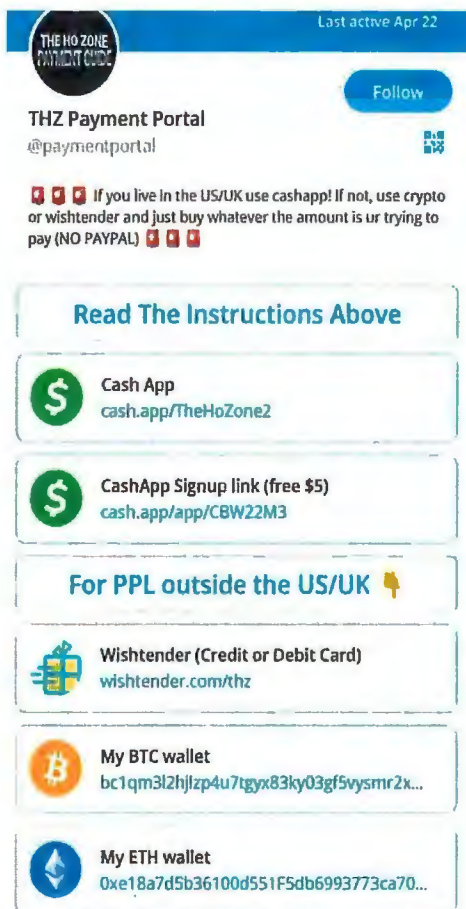 Last active Apr 22
THE HO ZONE
PAYMENT GUIDE
Follow
THZ Payment Portal
@paymentportal
If you live in the US/UK use cashapp! If not, use crypto
or wishtender and just buy whatever the amount is ur trying to
pay (NO PAYPAL)
Read The Instructions Above
Cash App
cash.app/TheHoZone2
CashApp Signup link (free $5)
cash.app/app/CBW22M3
For PPL outside the US/UK
Wishtender (Credit or Debit Card)
wishtender.com/thz
My BTC wallet
bc1qm3l2hjlzp4u7tgyx83ky03gf5vysmr2x...
My ETH wallet
0xe18a7d5b36100d551F5db6993773ca70...